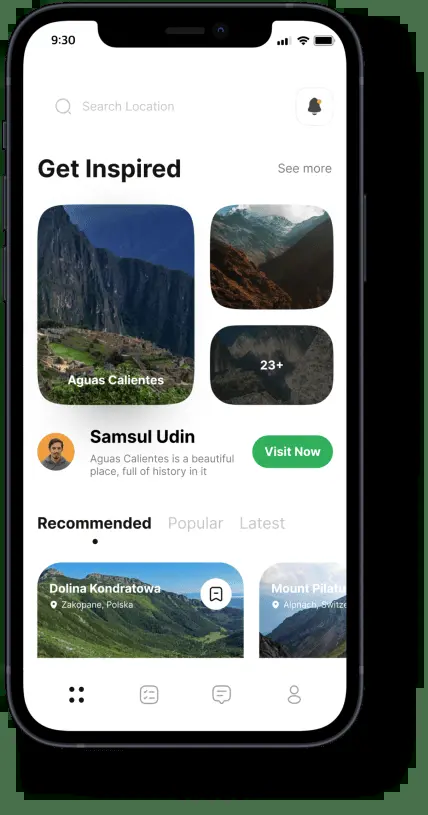 9:30
Search Location
Get Inspired
See more
Aguas Calientes
23+
Samsul Udin
Aguas Calientes is a beautiful
place, full of history in it
Visit Now
Recommended Popular Latest
Dolina Kondratowa
Zakopane, Polska
Mount Pilatu
Alpnach, Switze